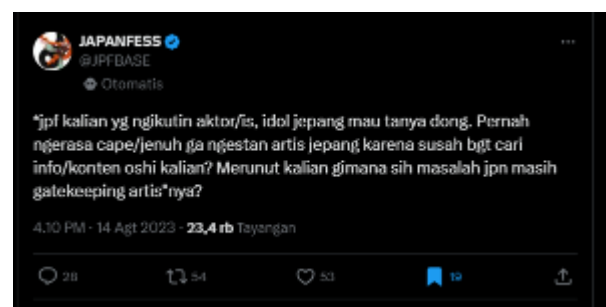 JAPANFESS
@JPFBASE
Otomatis
*jpf kalian yg ngikutin aktor/is, idol jepang mau tanya dong. Pernah
ngerasa cape/jenuh ga ngestan artis jepang karena susah bgt cari
info/konten oshi kalian? Merunut kalian gimana sih masalah jpn masih
gatekeeping artis"nya?
4.10 PM · 14 Agt 2023 · 23,4 rb Tayangan
28 54 53 19